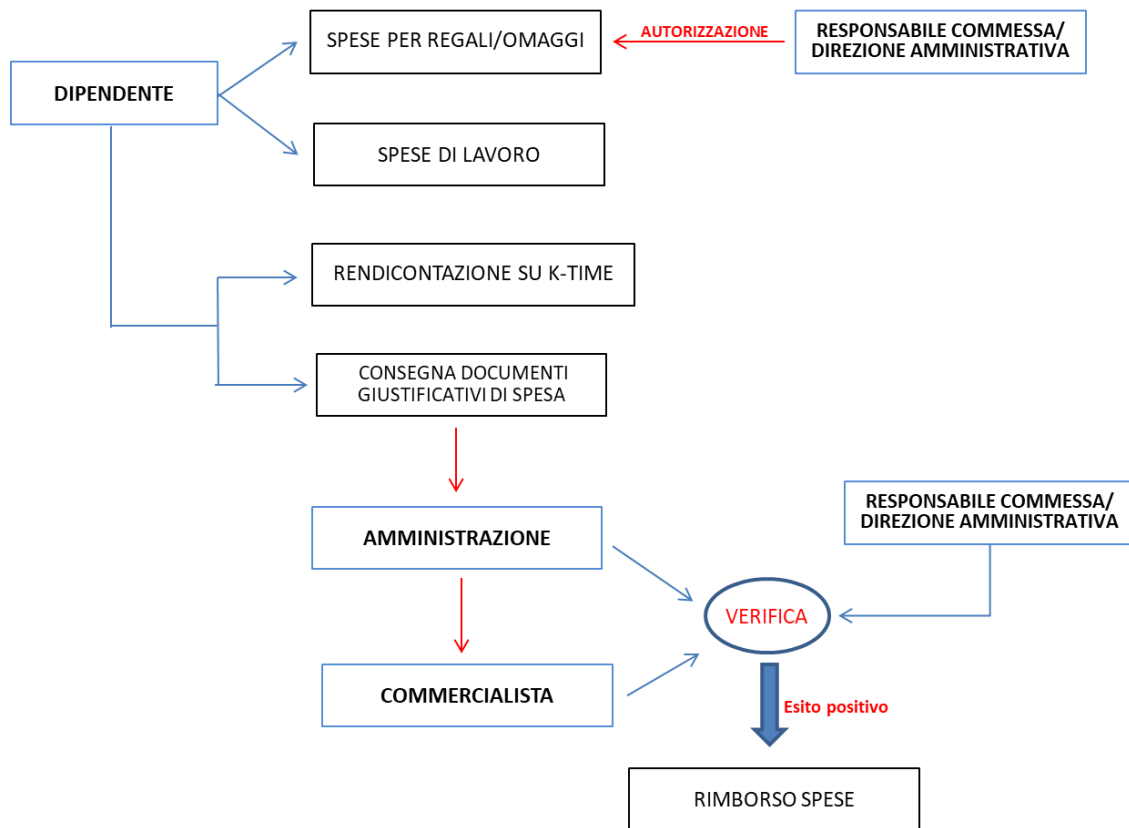 SPESE PER REGALI/OMAGGI
AUTORIZZAZIONE
RESPONSABILE COMMESSA/
DIREZIONE AMMINISTRATIVA
DIPENDENTE
SPESE DI LAVORO
RENDICONTAZIONE SU K-TIME
CONSEGNA DOCUMENTI
GIUSTIFICATIVI DI SPESA
RESPONSABILE COMMESSA/
DIREZIONE AMMINISTRATIVA
AMMINISTRAZIONE
VERIFICA
COMMERCIALISTA
Esito positivo
RIMBORSO SPESE